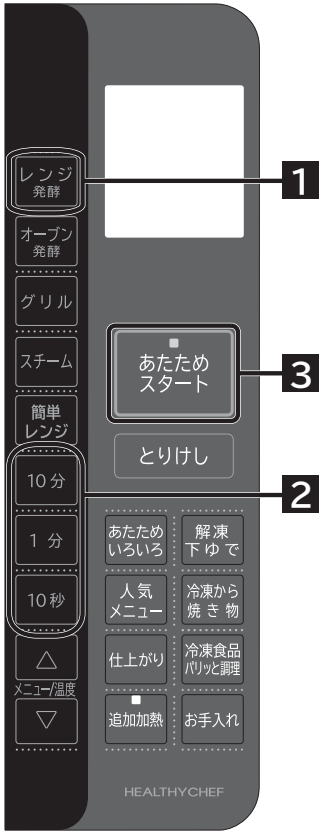 レンジ
発酵
1
オーブン
発酵
グリル
スチーム
あたため
スタート
3
簡単
レンジ
とりけし
10分
2
1 分
10秒
あたため
いろいろ
解凍
下ゆで
人気
メニュー
冷凍から
焼き物
△
メニュー/温度
▽
仕上がり
冷凍食品
パリッと調理
追加加熱
お手入れ
HEALTHYCHEF